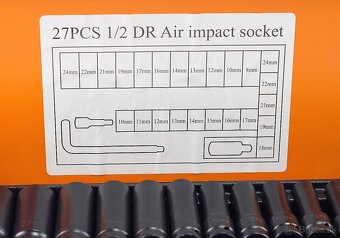 27PCS 1/2 DR Air impact socket
24mm 22mm 21mm 19mm 17mm 16mm 14mm 13mm 12mm 10mm 8mm 24mm
22mm
21mm
10mm 11mm 12mm 13mm 14mm 15mm 16mm 17mm 19mm
28mm